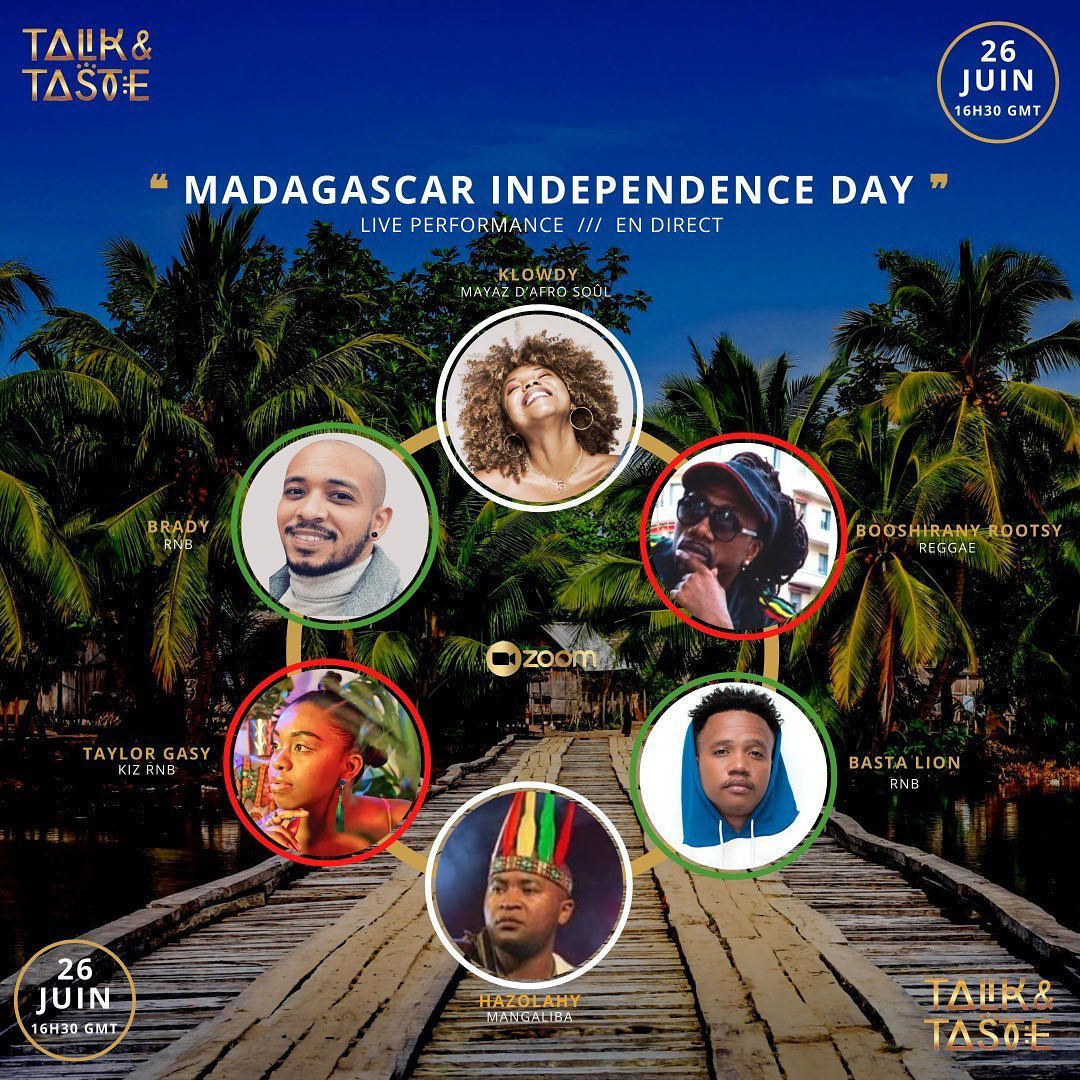 TALK &
TASTE
26
JUIN
16H30 GMT
❝ MADAGASCAR INDEPENDENCE DAY ❞
LIVE PERFORMANCE /// EN DIRECT
KLOWDY
MAYAZ D'AFRO SOÛL
BRADY
RNB
BOOSHIRANY ROOTSY
REGGAE
zoom
TAYLOR GASY
KIZ RNB
BASTA LION
RNB
HAZOLAHY
MANGALIBA
26
JUIN
16H30 GMT
TALK &
TASTE